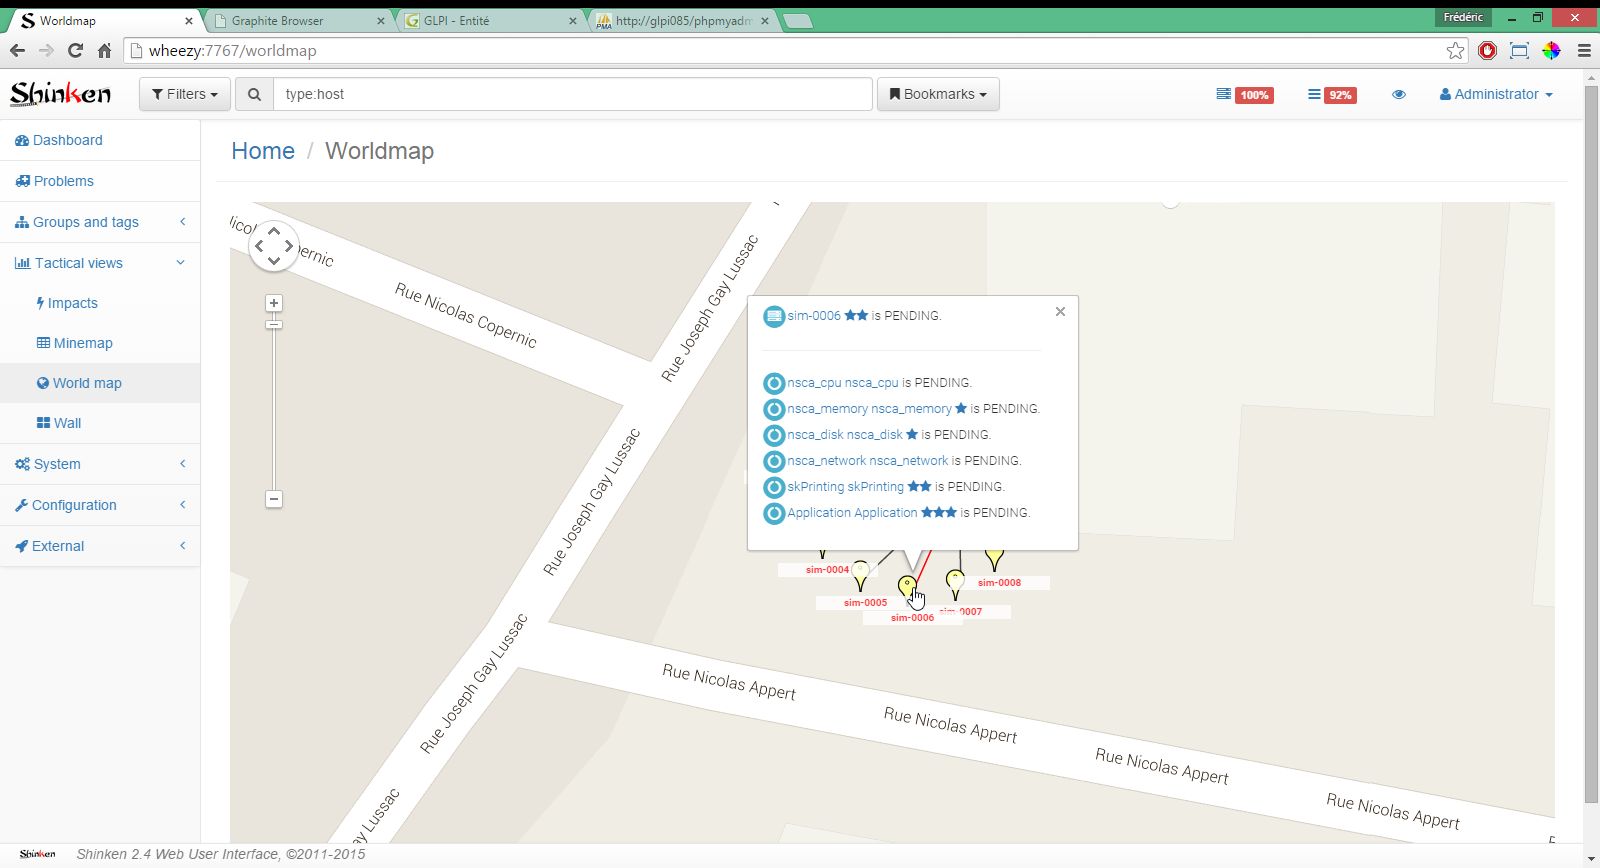 Worldmap
Graphite Browser
GLPI - Entité
http://glpi085/phpmyadm
Frédéric
wheezy:7767/worldmap
Shinken
Filters
type:host
Bookmarks
100%
92%
Administrator
Dashboard
Problems
Groups and tags
Tactical views
Impacts
Minemap
World map
Wall
System
Configuration
External
Home / Worldmap
Rue Nicolas Copernic
Rue Joseph Gay Lussac
sim-0006 ★★ is PENDING.
nsca_cpu nsca_cpu is PENDING.
nsca_memory nsca_memory ★ is PENDING.
nsca_disk nsca_disk ★ is PENDING.
nsca_network nsca_network is PENDING.
skPrinting skPrinting ★★ is PENDING.
Application Application ★★★ is PENDING.
Rue Joseph Gay Lussac
sim-0004
sim-0008
sim-0005
sim-0007
sim-0006
Rue Joseph Gay Lussac
Rue Nicolas Appert
Rue Nicolas Appert
Rue Nicolas Appert
Rue Nicolas Appert
Lussac
Shinken
Shinken 2.4 Web User Interface, ©2011-2015